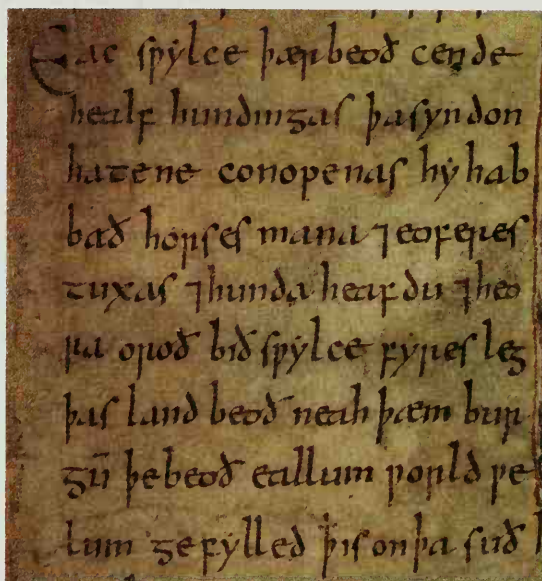 Eac sƿylce þær beoð cende
healf hundingas þa syndon
hatene conopenas hy hab
bað horses mana ⁊ eoferes
tuxas ⁊ hunda heafdu ⁊ heo
ra oroð bið sƿylce fyres leg
þas land beoð neah þæm bur
gū þe beoð eallum ƿorld ƿe
lum gefylled þ is on þa suð